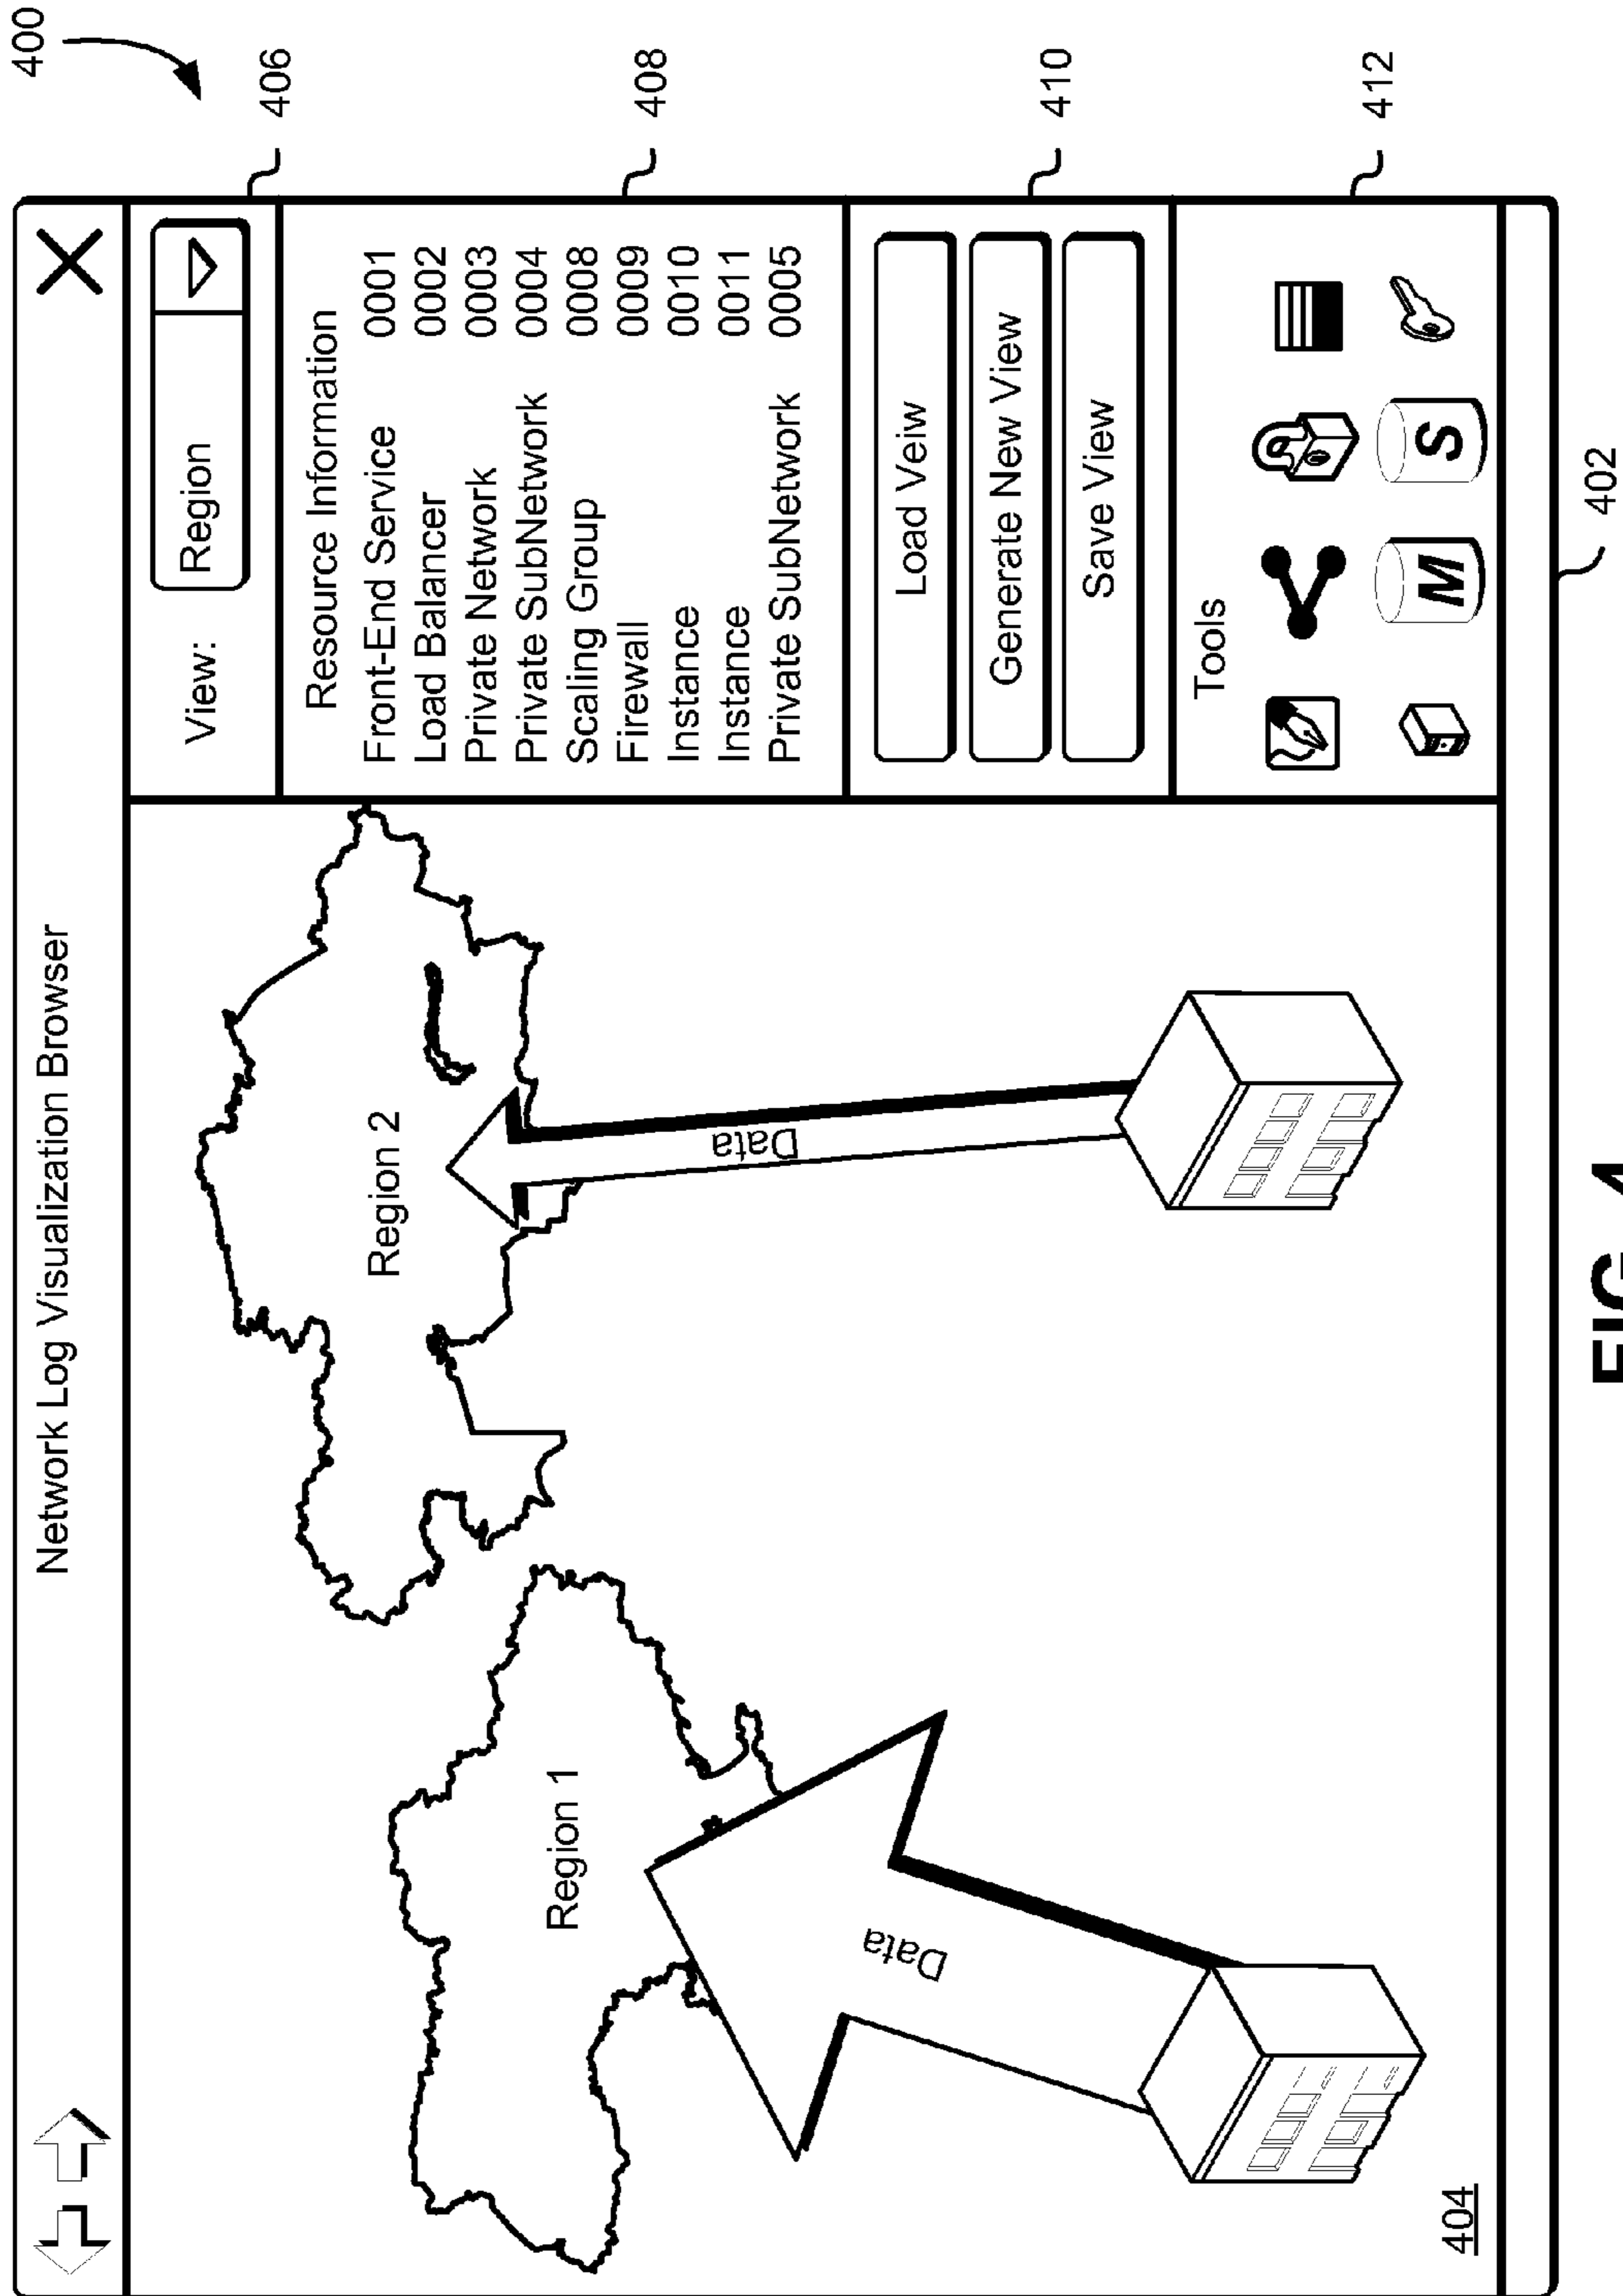 400
Network Log Visualization Browser
View:
Region
406
Resource Information
Front-End Service 0001
Load Balancer 0002
Private Network 0003
Private SubNetwork 0004
Scaling Group 0008
Firewall 0009
Instance 0010
Instance 0011
Private SubNetwork 0005
408
Load Veiw
Generate New View
Save View
410
Tools
M
S
412
Region 1
Region 2
Data
Data
404
402
FIG. 4